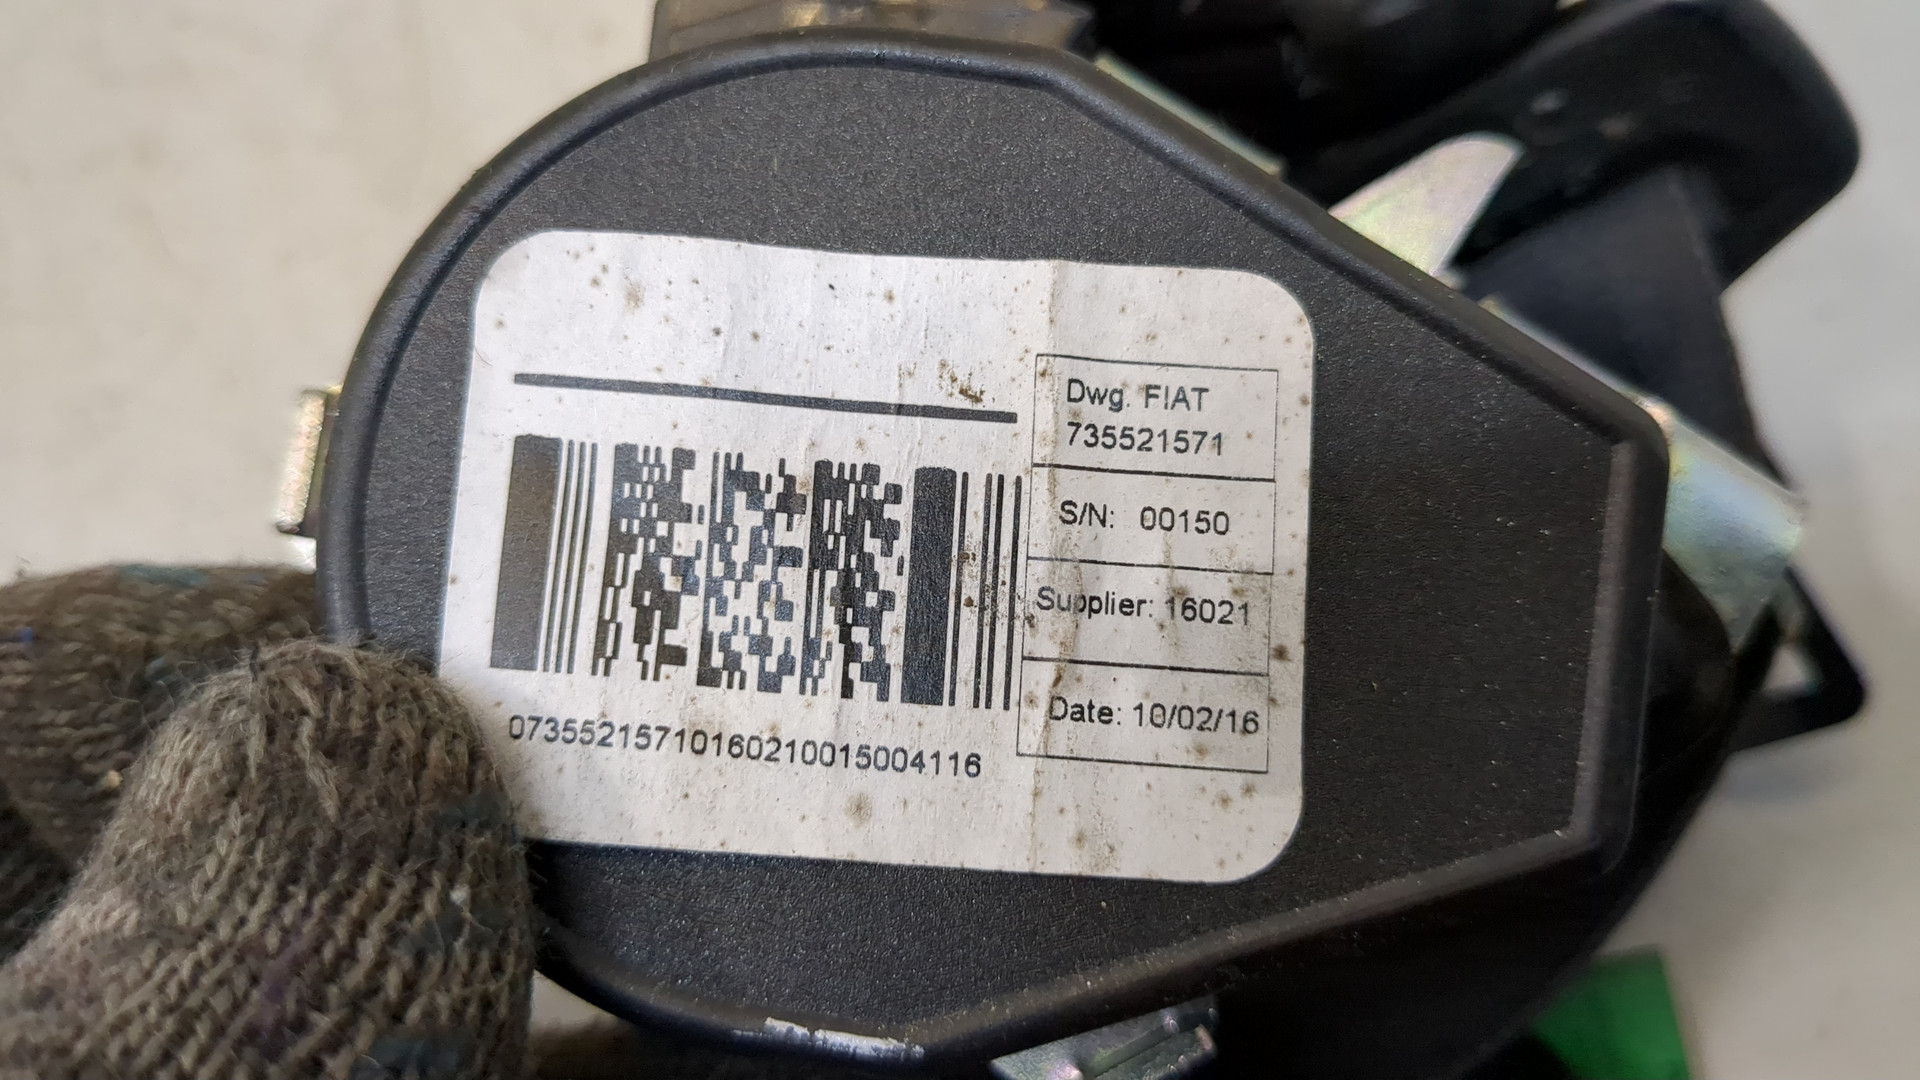 Dwg. FIAT
735521571
S/N: 00150
Supplier: 16021
Date: 10/02/16
07355215710160210015004116